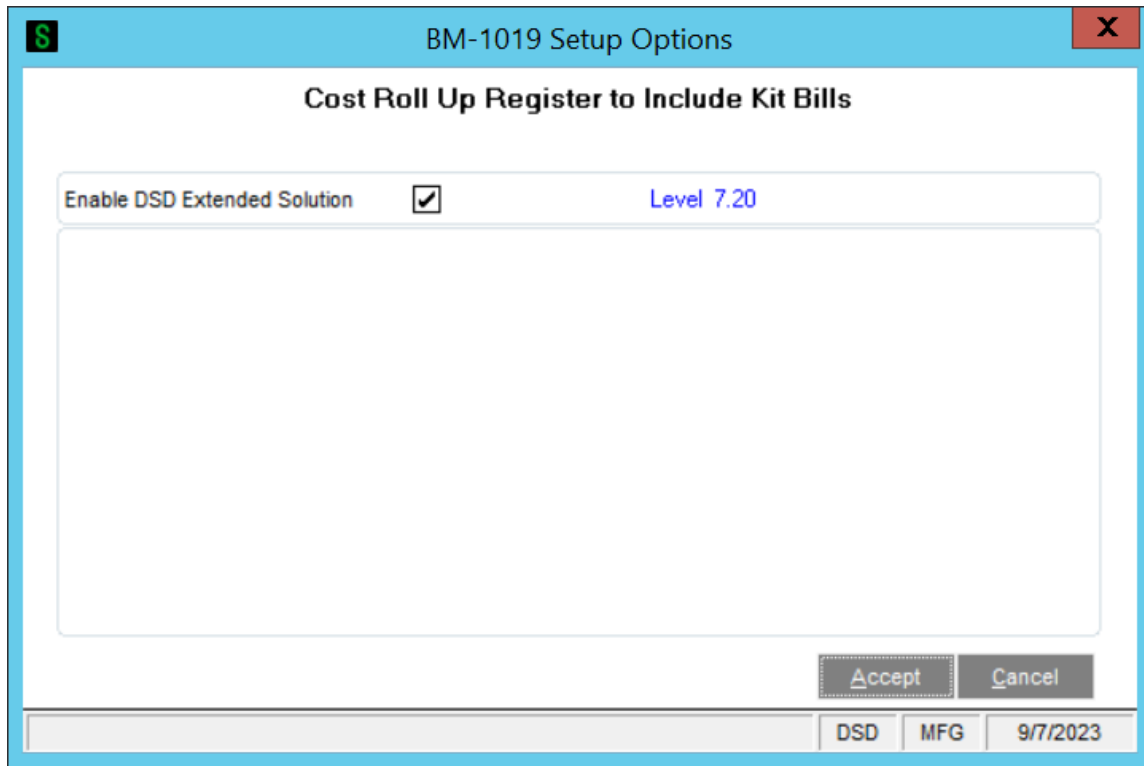 S
BM-1019 Setup Options
X
Cost Roll Up Register to Include Kit Bills
Enable DSD Extended Solution Level 7.20
Accept Cancel
DSD MFG 9/7/2023